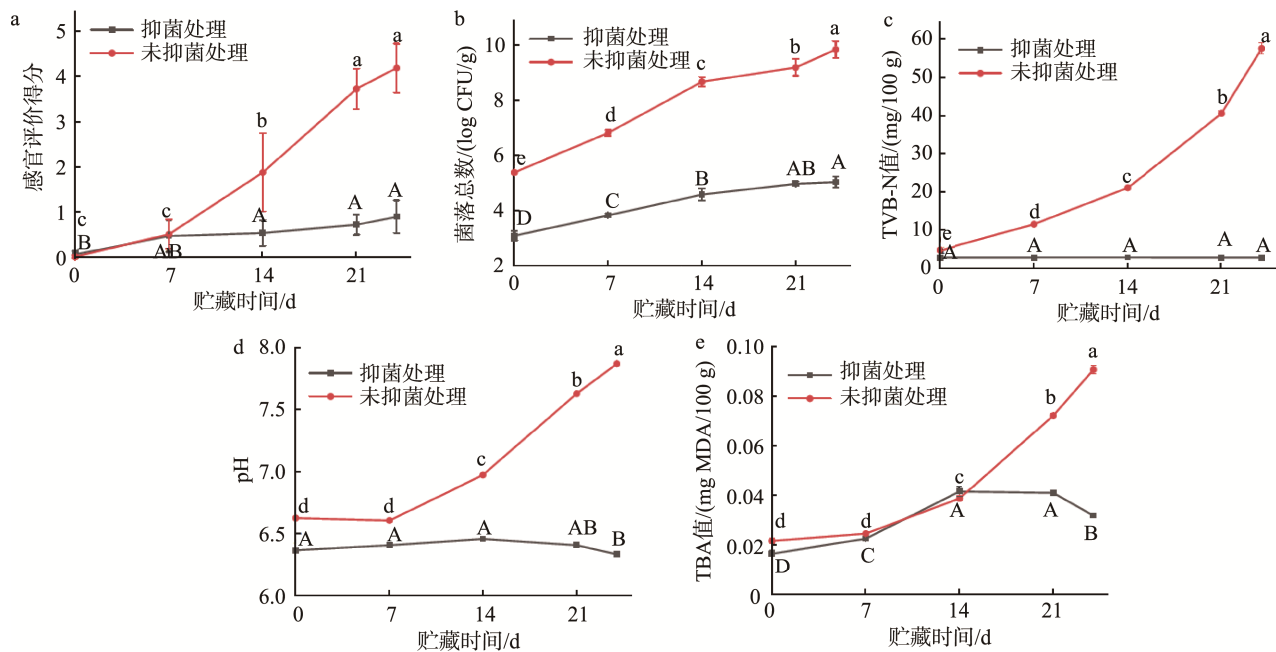 a
抑菌处理
未抑菌处理
感官评价得分
5
4
3
2
1
0
c
B
c
AB
b
A
a
A
a
A
0
7
14
21
贮藏时间/d
b
抑菌处理
未抑菌处理
菌落总数/(log CFU/g)
10
8
6
4
2
e
D
d
C
c
B
b
AB
a
A
0
7
14
21
贮藏时间/d
c
抑菌处理
未抑菌处理
TVB-N值/(mg/100 g)
60
50
40
30
20
10
0
e
A
d
A
c
A
b
A
a
A
0
7
14
21
贮藏时间/d
d
抑菌处理
未抑菌处理
pH
8.0
7.5
7.0
6.5
6.0
d
A
d
A
c
A
b
AB
a
B
0
7
14
21
贮藏时间/d
e
抑菌处理
未抑菌处理
TBA值/(mg MDA/100 g)
0.10
0.08
0.06
0.04
0.02
0
d
D
d
C
c
A
b
A
a
B
0
7
14
21
贮藏时间/d